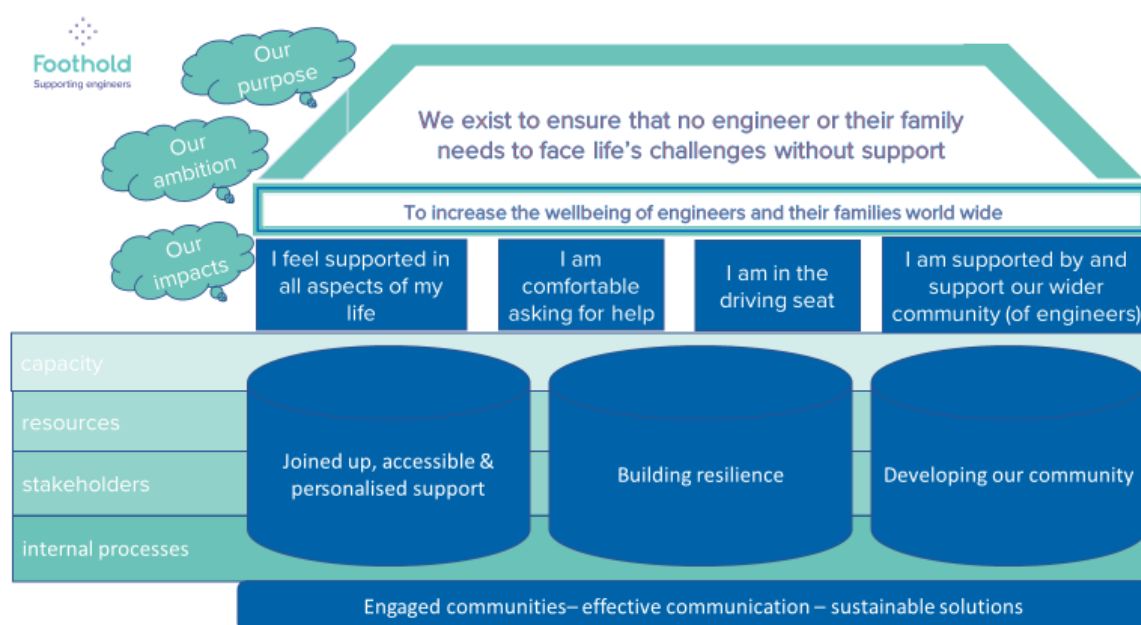 Foothold
Supporting engineers
Our
purpose
We exist to ensure that no engineer or their family
needs to face life's challenges without support
Our
ambition
To increase the wellbeing of engineers and their families world wide
Our
impacts
I feel supported in
all aspects of my
life
I am
comfortable
asking for help
I am in the
driving seat
I am supported by and
support our wider
community (of engineers)
capacity
resources
stakeholders
internal processes
Joined up, accessible &
personalised support
Building resilience
Developing our community
Engaged communities– effective communication – sustainable solutions